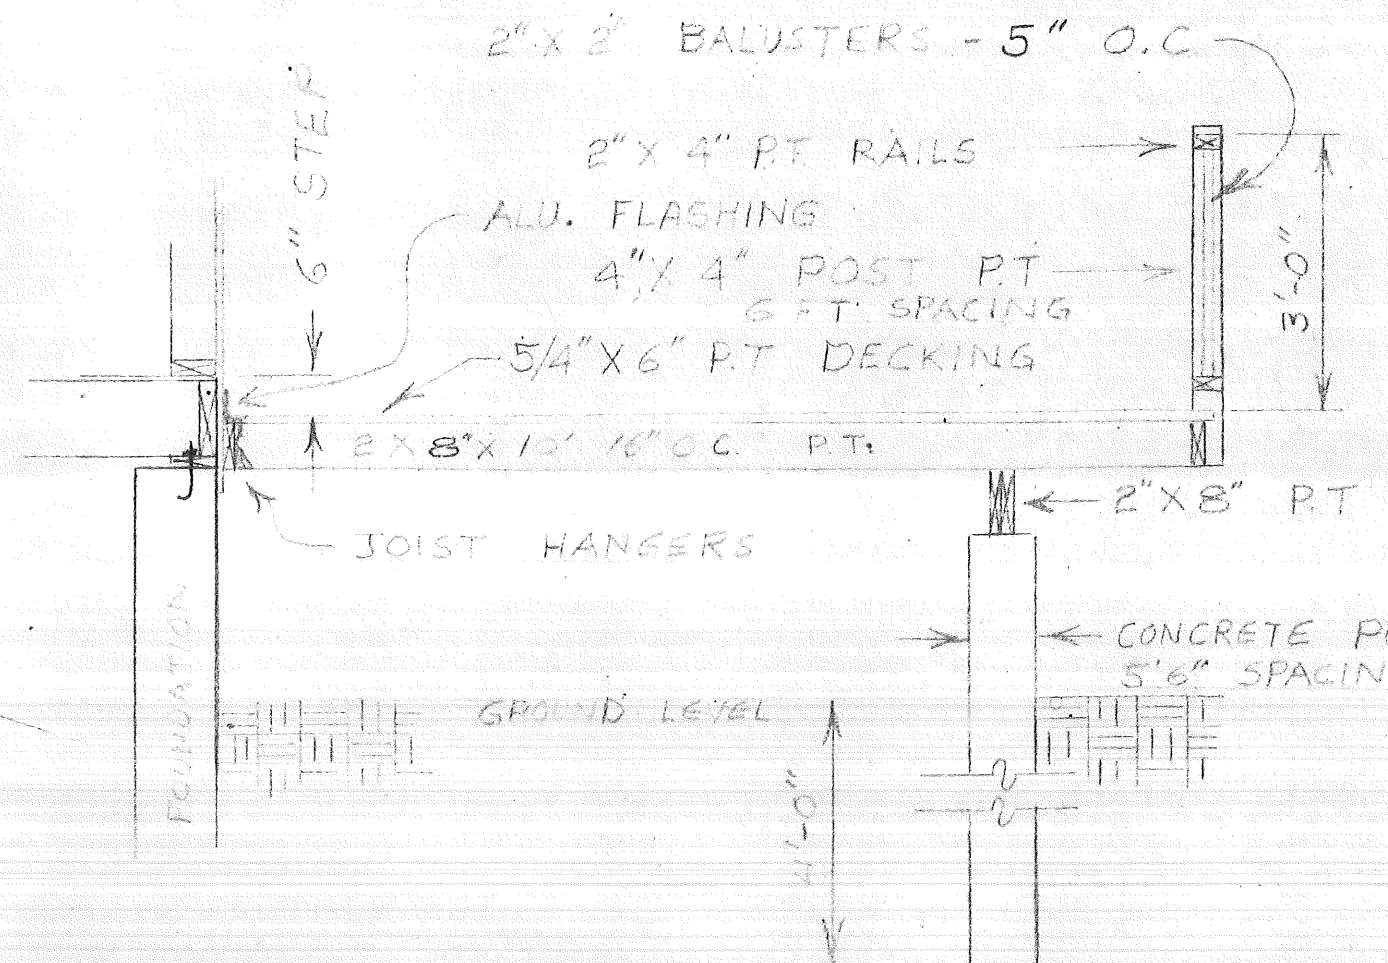 2" X 2" BALUSTERS - 5" O.C.
6" STEP
2" X 4" P.T. RAILS
ALU. FLASHING
4" X 4" POST P.T
6 FT. SPACING
3'-0"
5/4" X 6" P.T DECKING
2 X 8" X 10' 16" O.C. P.T.
2" X 8" P.T
JOIST HANGERS
FOUNDATION
CONCRETE
5'6" SPACIN
GROUND LEVEL
4'-0"